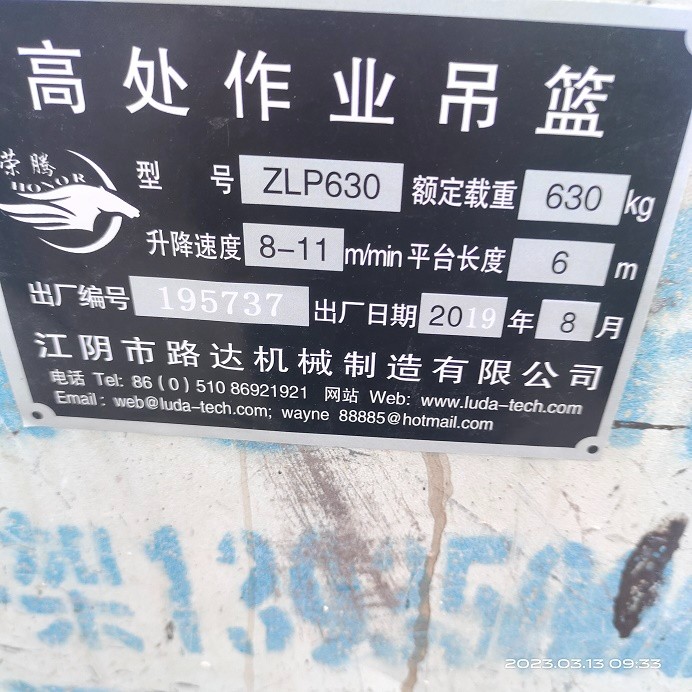 高处作业吊篮
荣腾
HONOR
型 号 ZLP630 额定载重 630 kg
升降速度 8-11 m/min 平台长度 6 m
出厂编号 195737 出厂日期 2019 年 8 月
江阴市路达机械制造有限公司
电话 Tel: 86 (0) 510 86921921 网站 Web: www.luda-tech.com
Email: web@luda-tech.com; wayne 88885@hotmail.com
2023.03.13 09:33